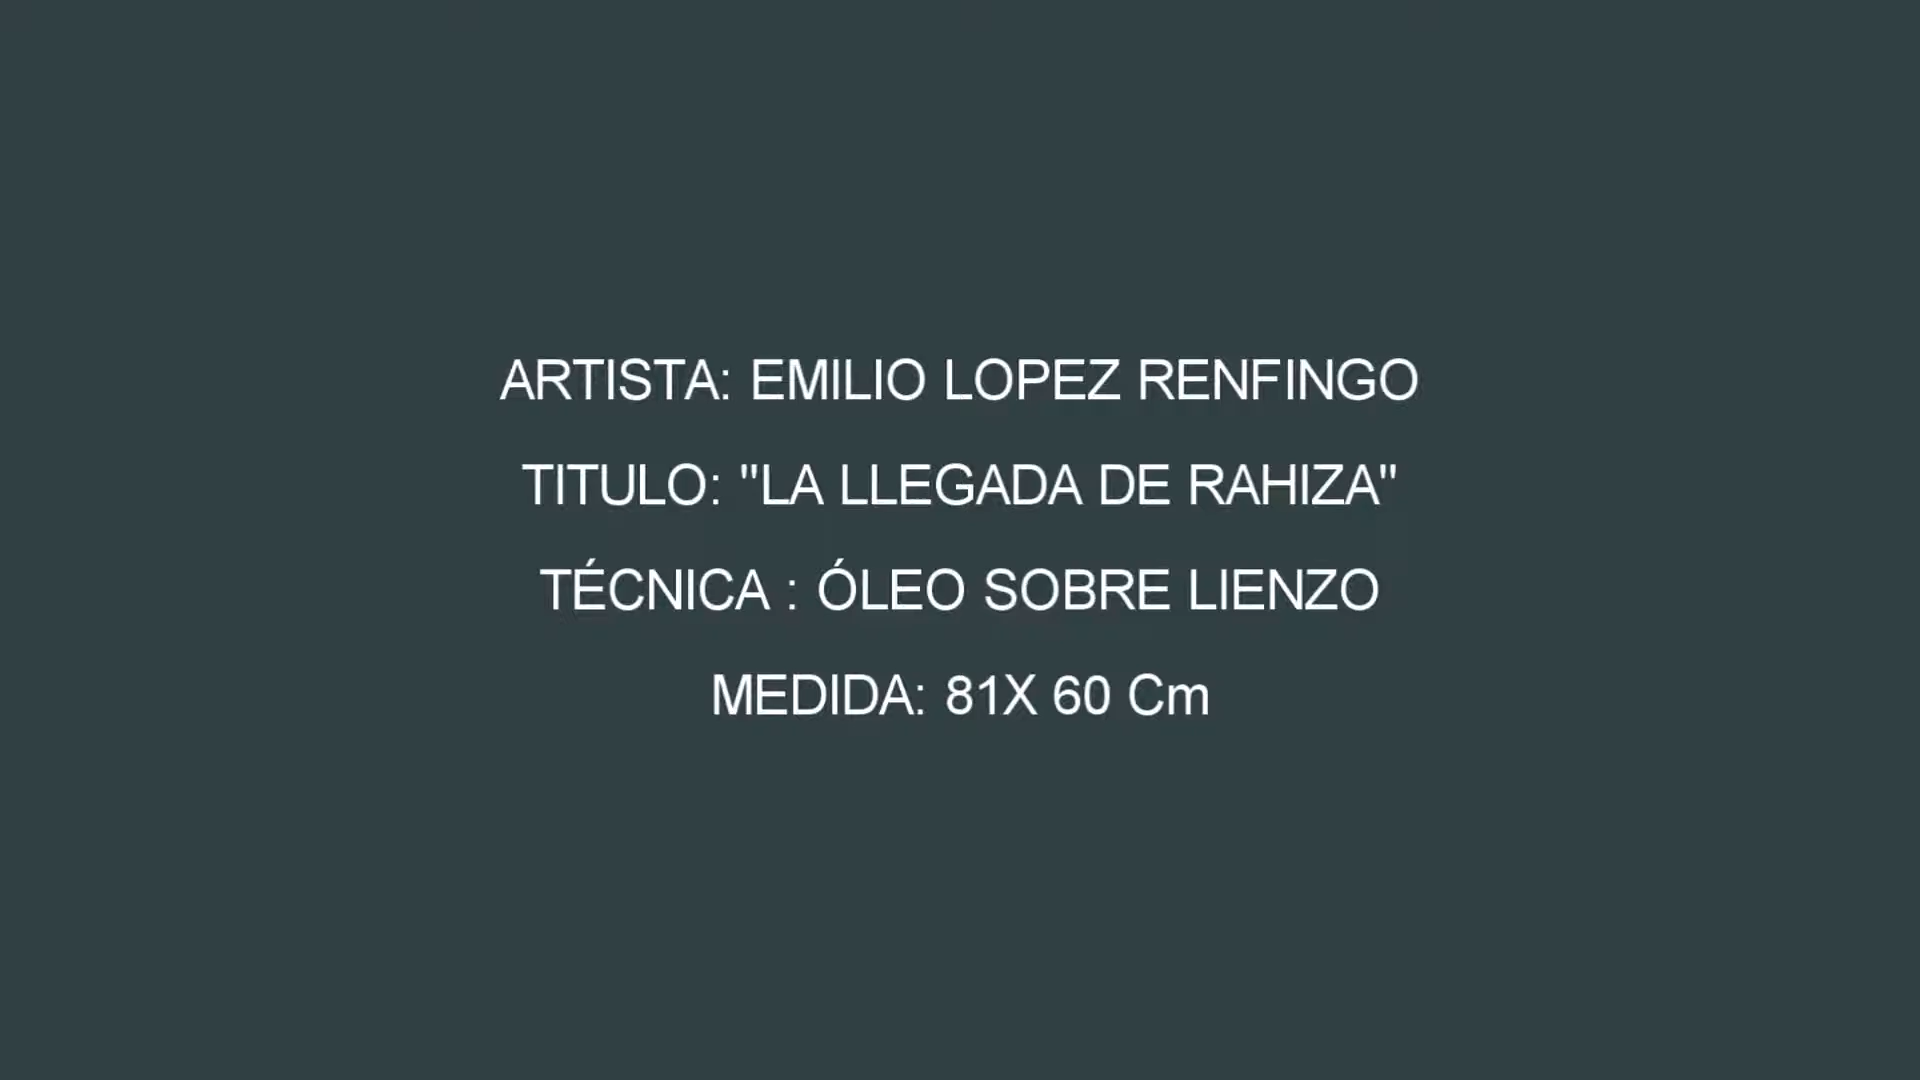 ARTISTA: EMILIO LOPEZ RENFINGO
TITULO: "LA LLEGADA DE RAHIZA"
TÉCNICA : ÓLEO SOBRE LIENZO
MEDIDA: 81X 60 Cm